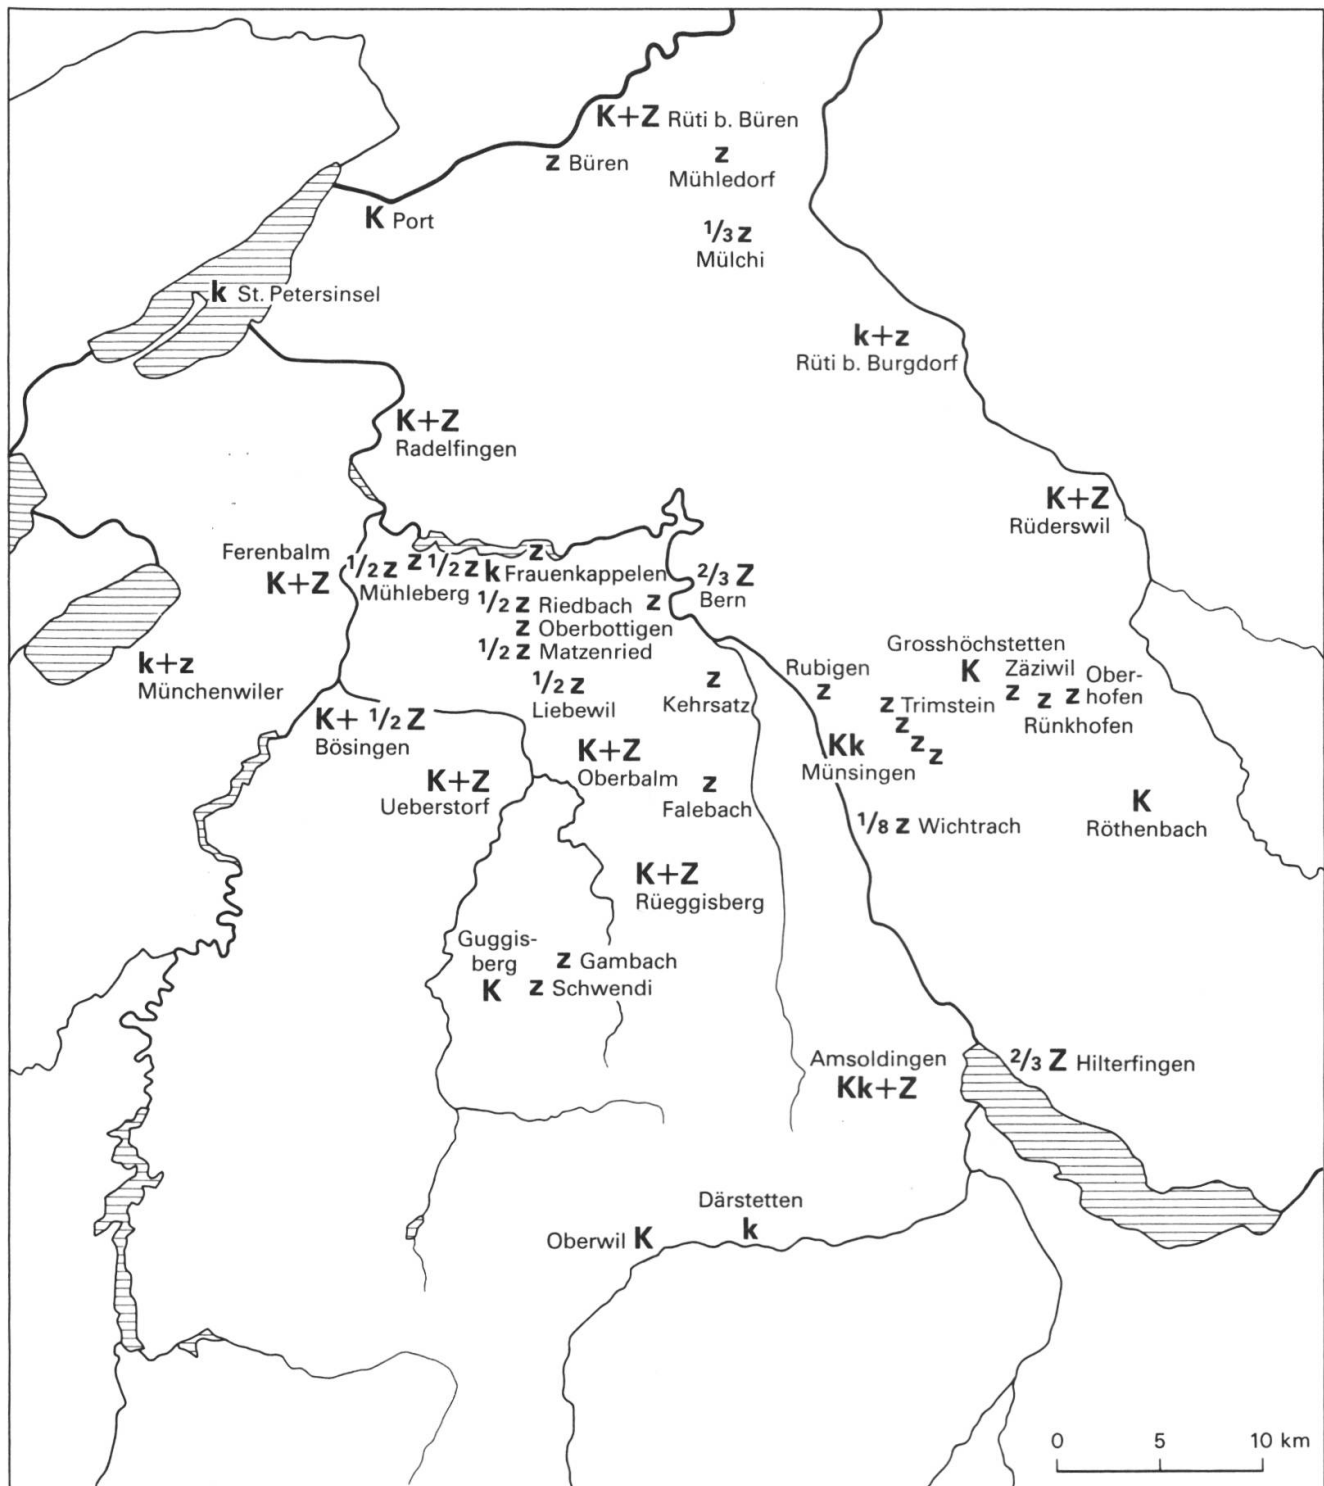 K+Z Rüti b. Büren
z Büren
z
Mühledorf
K Port
1/3 z
Mülchi
k St. Petersinsel
k+z
Rüti b. Burgdorf
K+Z
Radelfingen
K+Z
Rüderswil
Ferenbalm
K+Z
1/2 z z 1/2 z k Frauenkappelen
z
Mühleberg
2/3 Z
Bern
1/2 z Riedbach z
z Oberbottigen
1/2 z Matzenried
k+z
Münchenwiler
1/2 z
Liebewil
z
Kehrsatz
Rubigen
z
Grosshöchstetten
K
Zäziwil
z z
Rünkhofen
z Ober-
hofen
z Trimstein
z
z
z
K+ 1/2 Z
Bösingen
K+Z
Oberbalm
Kk
Münsingen
K+Z
Ueberstorf
z
Falebach
1/8 z Wichtrach
K
Röthenbach
K+Z
Rüeggisberg
Guggis-
berg
K
z Gambach
z Schwendi
Amsoldingen
Kk+Z
2/3 Z Hilterfingen
Därstetten
k
Oberwil K
0 5 10 km